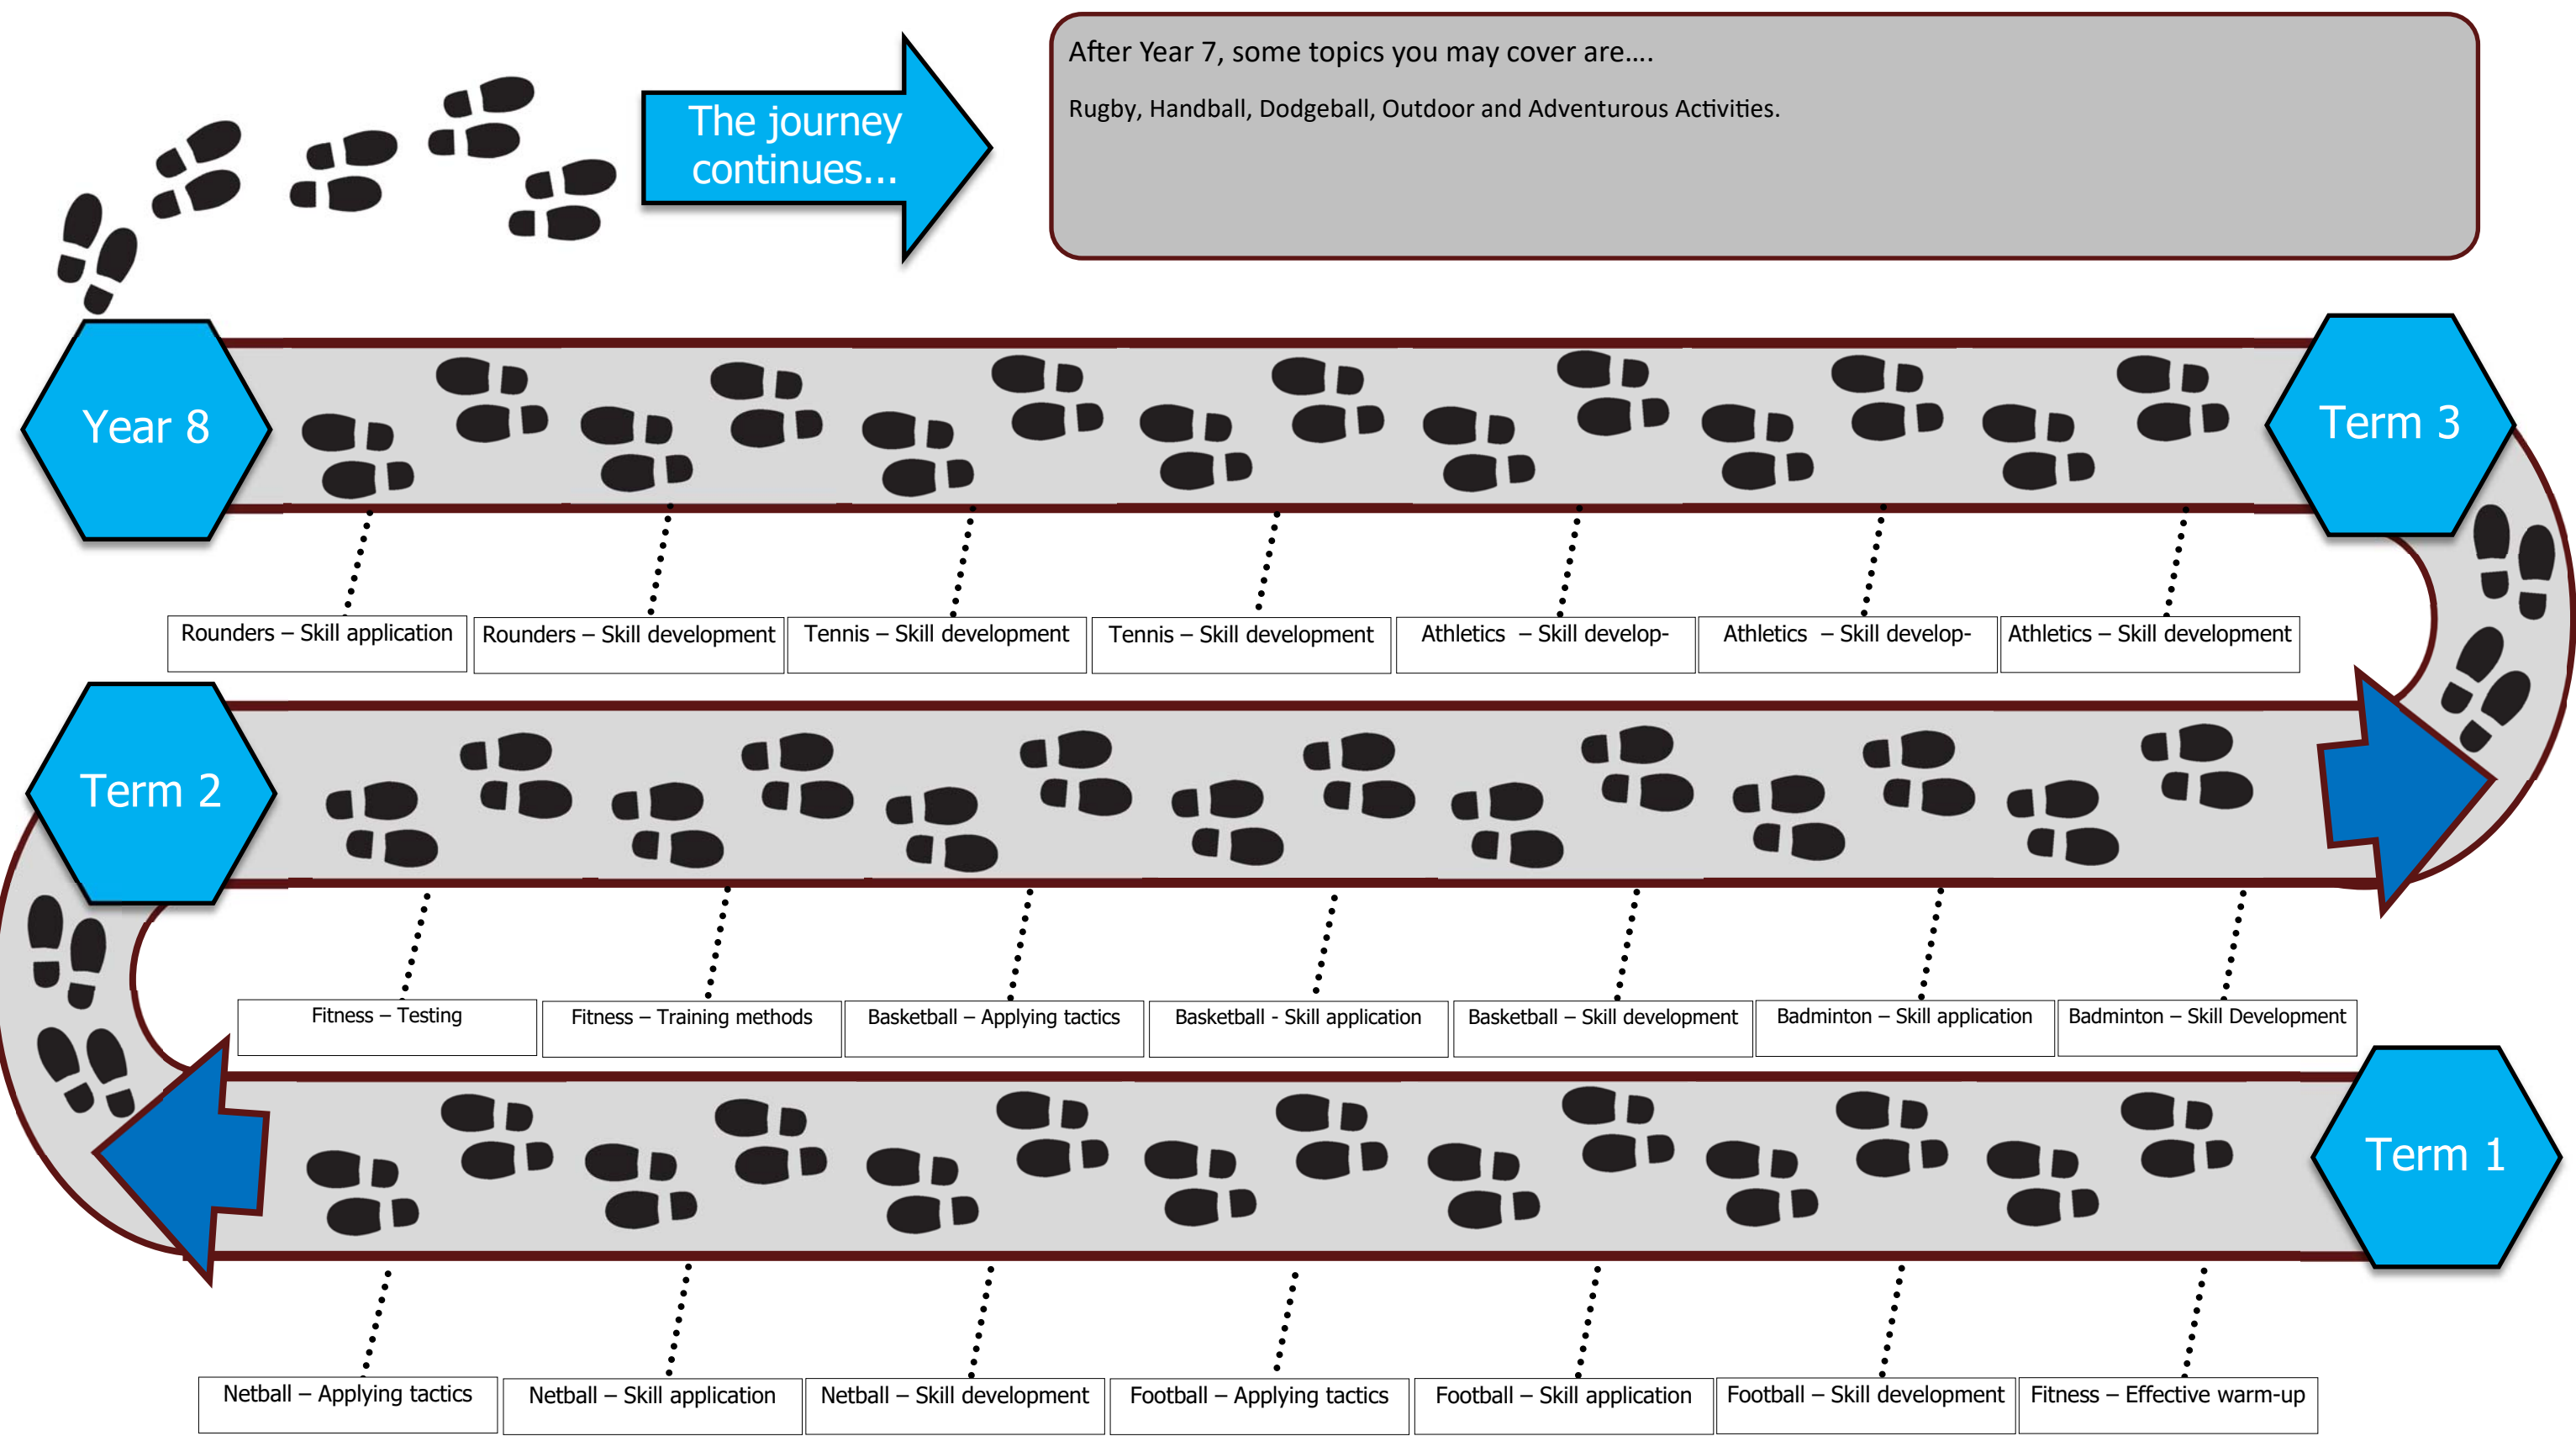 After Year 7, some topics you may cover are....
Rugby, Handball, Dodgeball, Outdoor and Adventurous Activities.
The journey
continues...
Year 8
Term 3
Rounders – Skill application
Rounders – Skill development
Tennis – Skill development
Tennis – Skill development
Athletics  – Skill develop-
Athletics  – Skill develop-
Athletics – Skill development
Term 2
Fitness – Testing
Fitness – Training methods
Basketball – Applying tactics
Basketball - Skill application
Basketball – Skill development
Badminton – Skill application
Badminton – Skill Development
Term 1
Netball – Applying tactics
Netball – Skill application
Netball – Skill development
Football – Applying tactics
Football – Skill application
Football – Skill development
Fitness – Effective warm-up